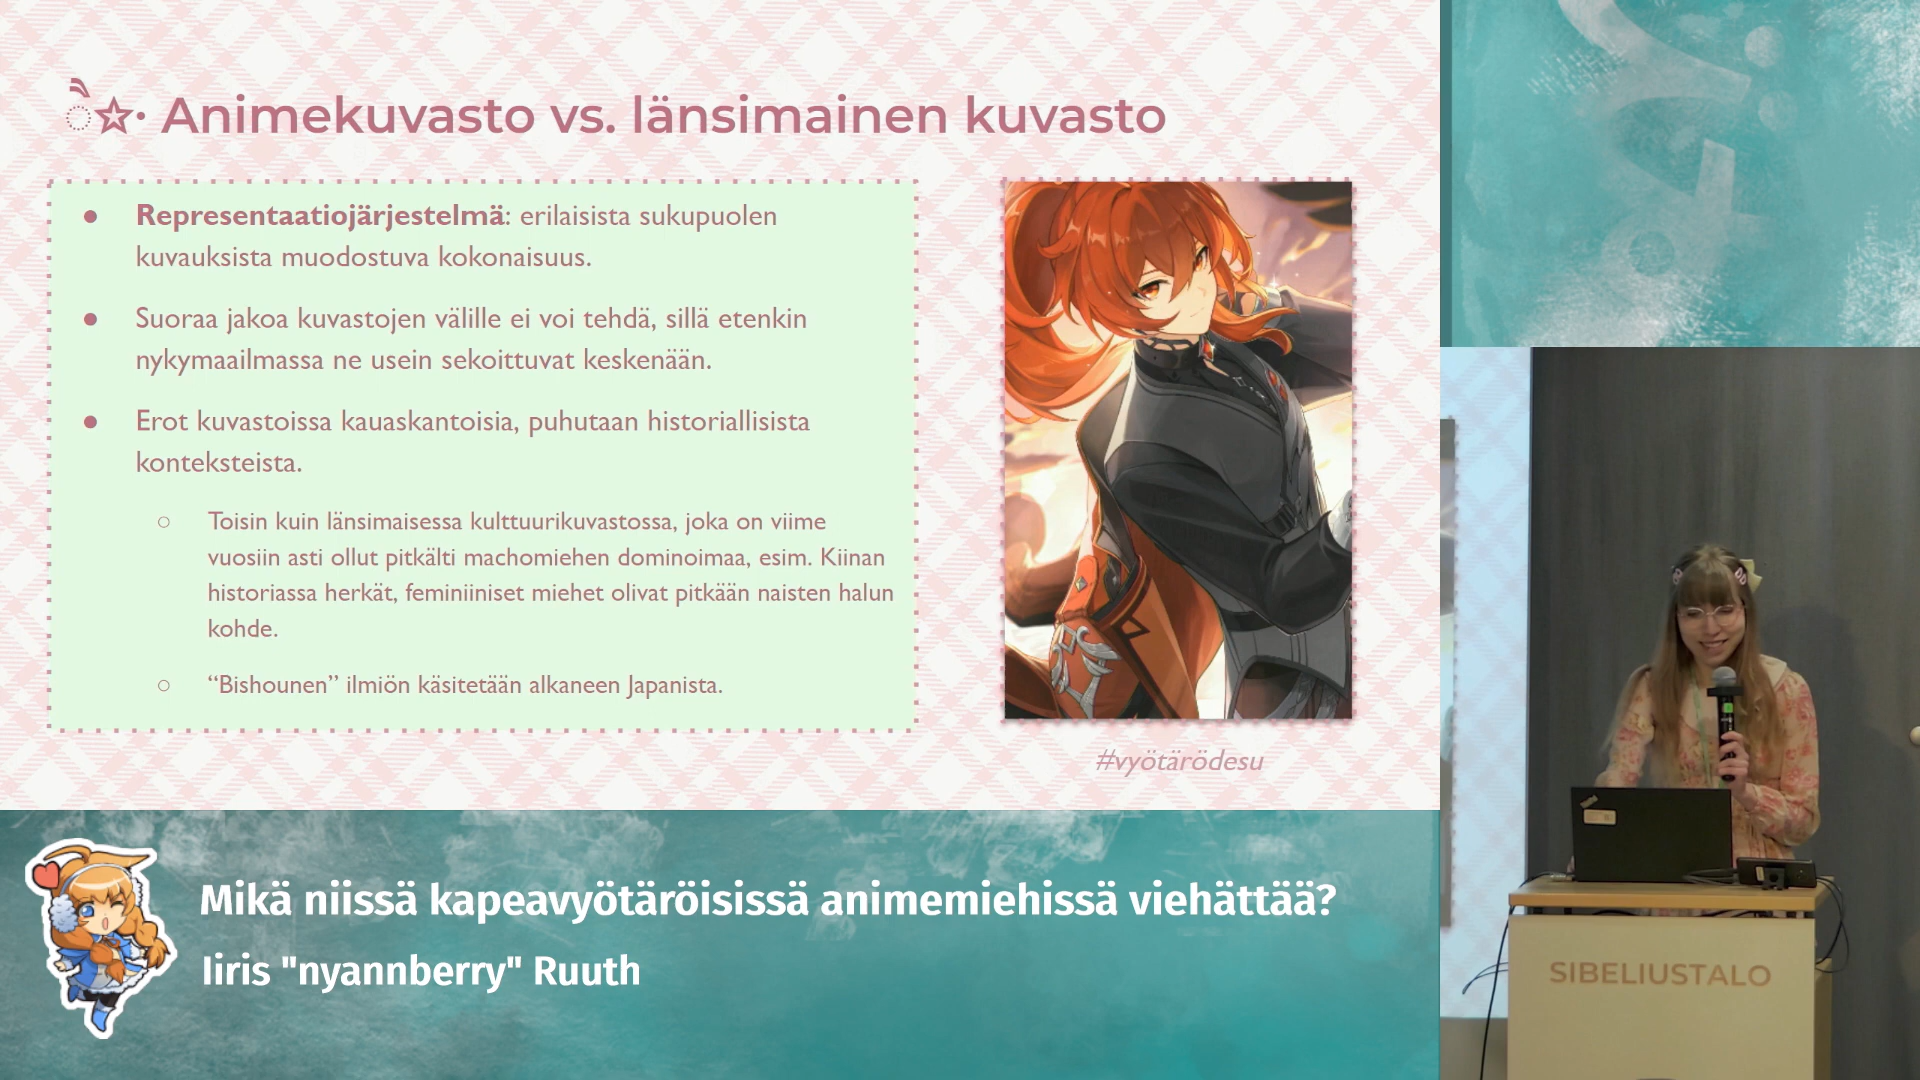 Animekuvasto vs. länsimainen kuvasto
● Representaatiojärjestelmä: erilaisista sukupuolen
kuvauksista muodostuva kokonaisuus.
● Suoraa jakoa kuvastojen välille ei voi tehdä, sillä etenkin
nykymaailmassa ne usein sekoittuvat keskenään.
● Erot kuvastoissa kauaskantoisia, puhutaan historiallisista
konteksteista.
○ Toisin kuin länsimaisessa kulttuurikuvastossa, joka on viime
vuosiin asti ollut pitkälti machomiehen dominoimaa, esim. Kiinan
historiassa herkät, feminiiniset miehet olivat pitkään naisten halun
kohde.
○ “Bishounen” ilmiön käsitetään alkaneen Japanista.
#vyötärödesu
Mikä niissä kapeavyötäröisissä animemiehissä viehättää?
Iiris "nyannberry" Ruuth
SIBELIUSTALO